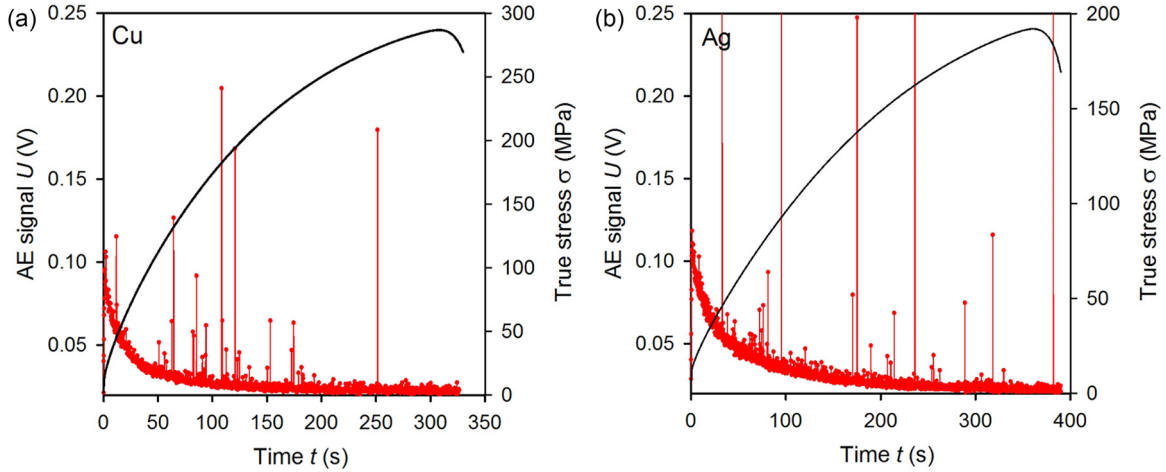 (a)
Cu
AE signal U (V)
0.25
0.20
0.15
0.10
0.05
300
250
200
150
100
50
0
True stress σ (MPa)
0 50 100 150 200 250 300 350
Time t (s)
(b)
Ag
AE signal U (V)
0.25
0.20
0.15
0.10
0.05
200
150
100
50
0
True stress σ (MPa)
0 100 200 300 400
Time t (s)